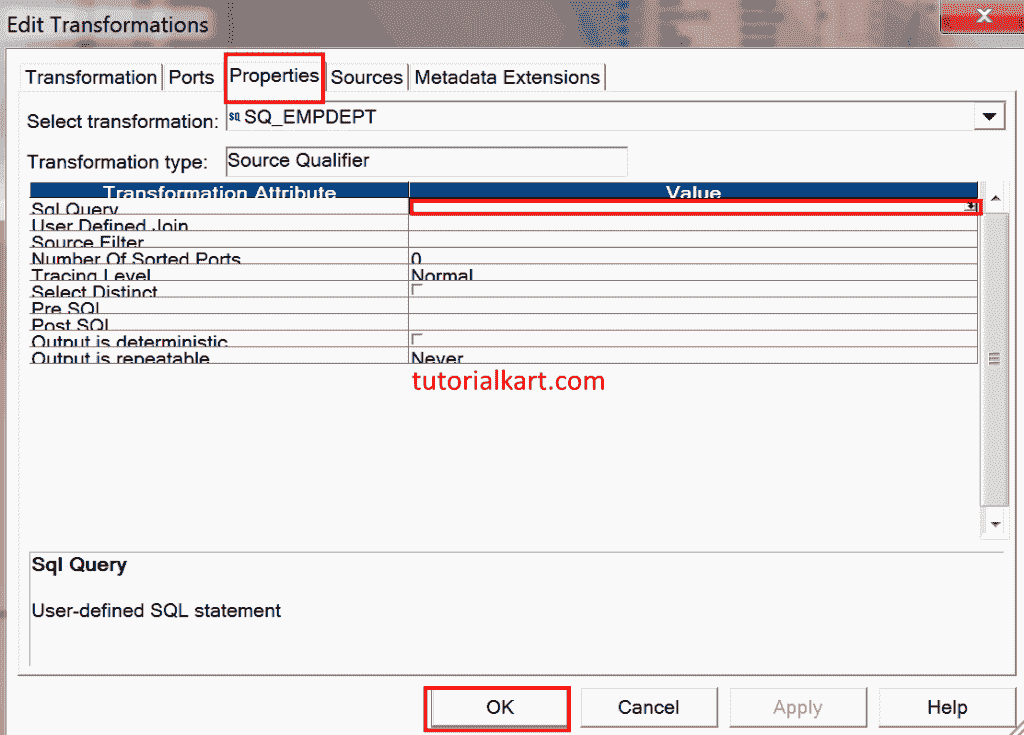 Edit Transformations
Transformation Ports Properties Sources Metadata Extensions
Select transformation: SQ SQ_EMPDEPT
Transformation type: Source Qualifier
Transformation Attribute Value
Sql Query
User Defined Join
Source Filter
Number Of Sorted Ports 0
Tracing Level Normal
Select Distinct
Pre SQL
Post SQL
Output is deterministic
Output is repeatable Never
tutorialkart.com
Sql Query
User-defined SQL statement
OK Cancel Apply Help